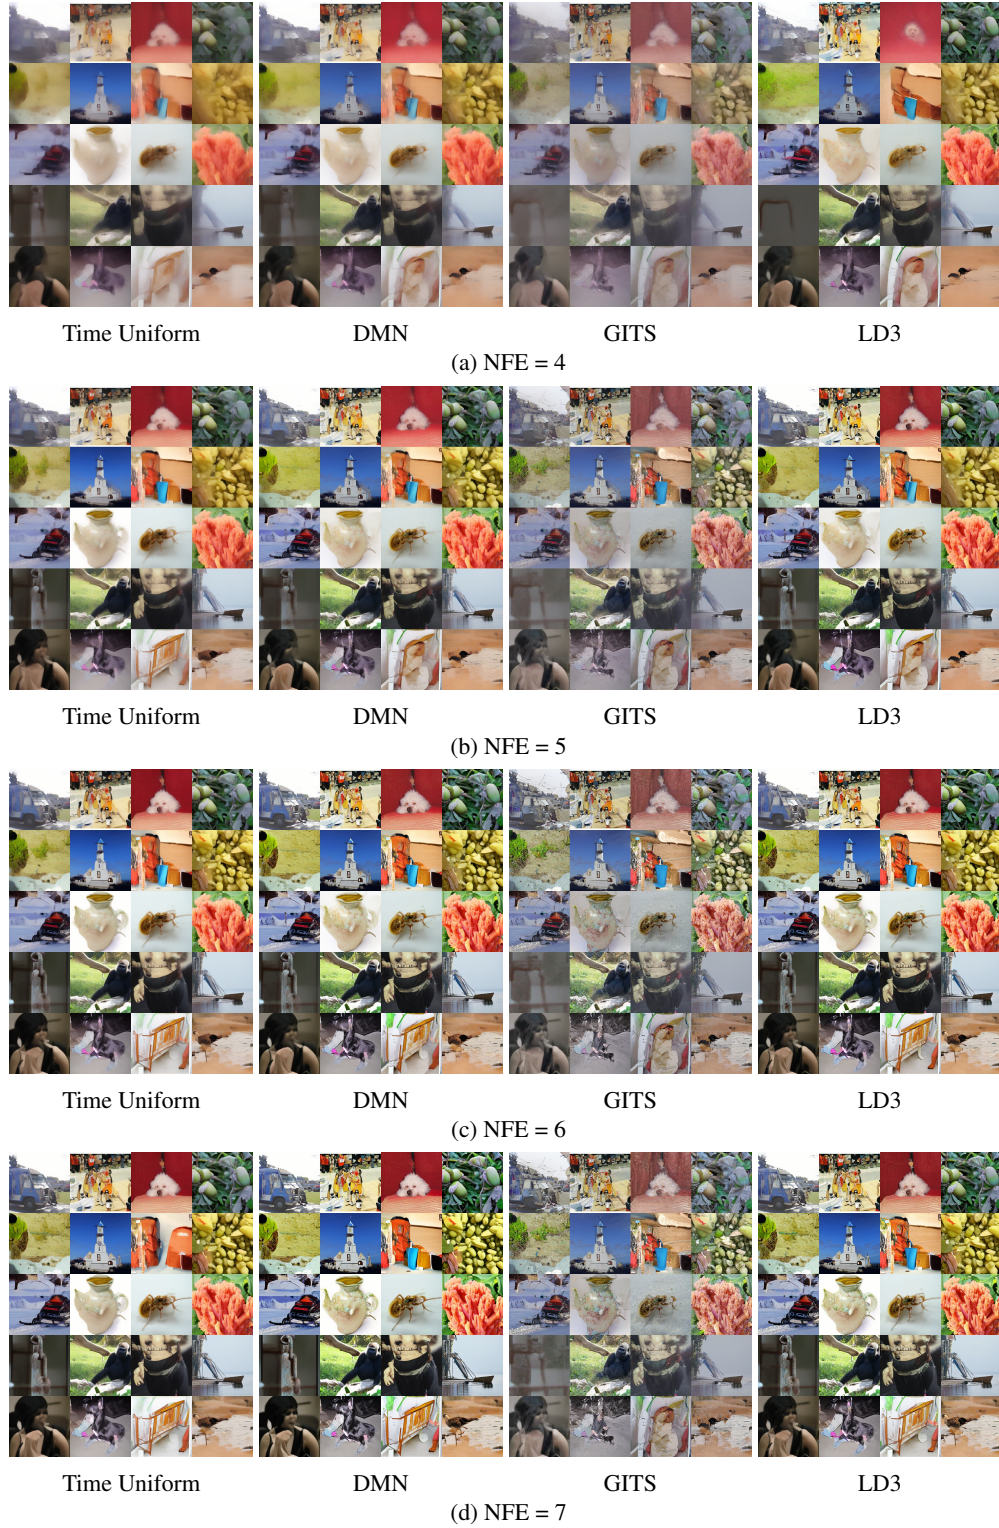 Time Uniform DMN GITS LD3
(a) NFE = 4
Time Uniform DMN GITS LD3
(b) NFE = 5
Time Uniform DMN GITS LD3
(c) NFE = 6
Time Uniform DMN GITS LD3
(d) NFE = 7